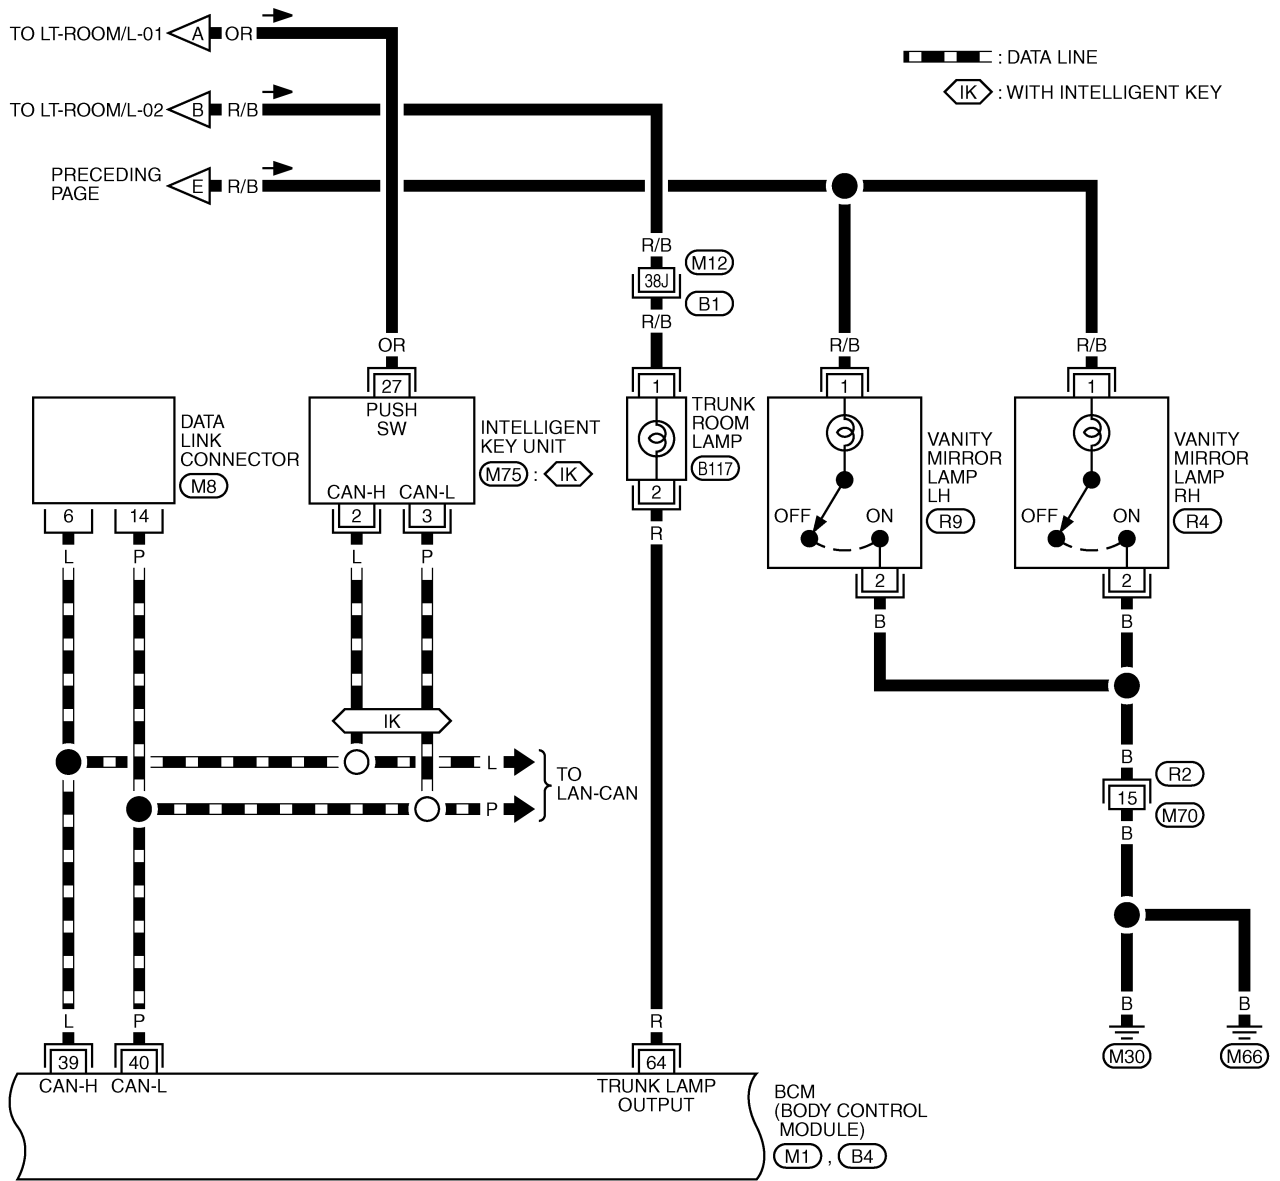 TO LT-ROOM/L-01 A OR
: DATA LINE
IK : WITH INTELLIGENT KEY
TO LT-ROOM/L-02 B R/B
PRECEDING
PAGE
E R/B
R/B
M12
38J
B1
R/B
OR
R/B
R/B
27
1
1
1
PUSH
SW
INTELLIGENT
KEY UNIT
M75 : IK
CAN-H CAN-L
2 3
DATA
LINK
CONNECTOR
M8
6 14
TRUNK
ROOM
LAMP
B117
2
VANITY
MIRROR
LAMP
LH
R9
OFF ON
2
VANITY
MIRROR
LAMP
RH
R4
OFF ON
2
L P L P R
B B
IK
L
P
TO
LAN-CAN
B
R2
15
M70
B
B B
M30 M66
L P R
39 40 64
CAN-H CAN-L
TRUNK LAMP
OUTPUT
BCM
(BODY CONTROL
MODULE)
M1 , B4